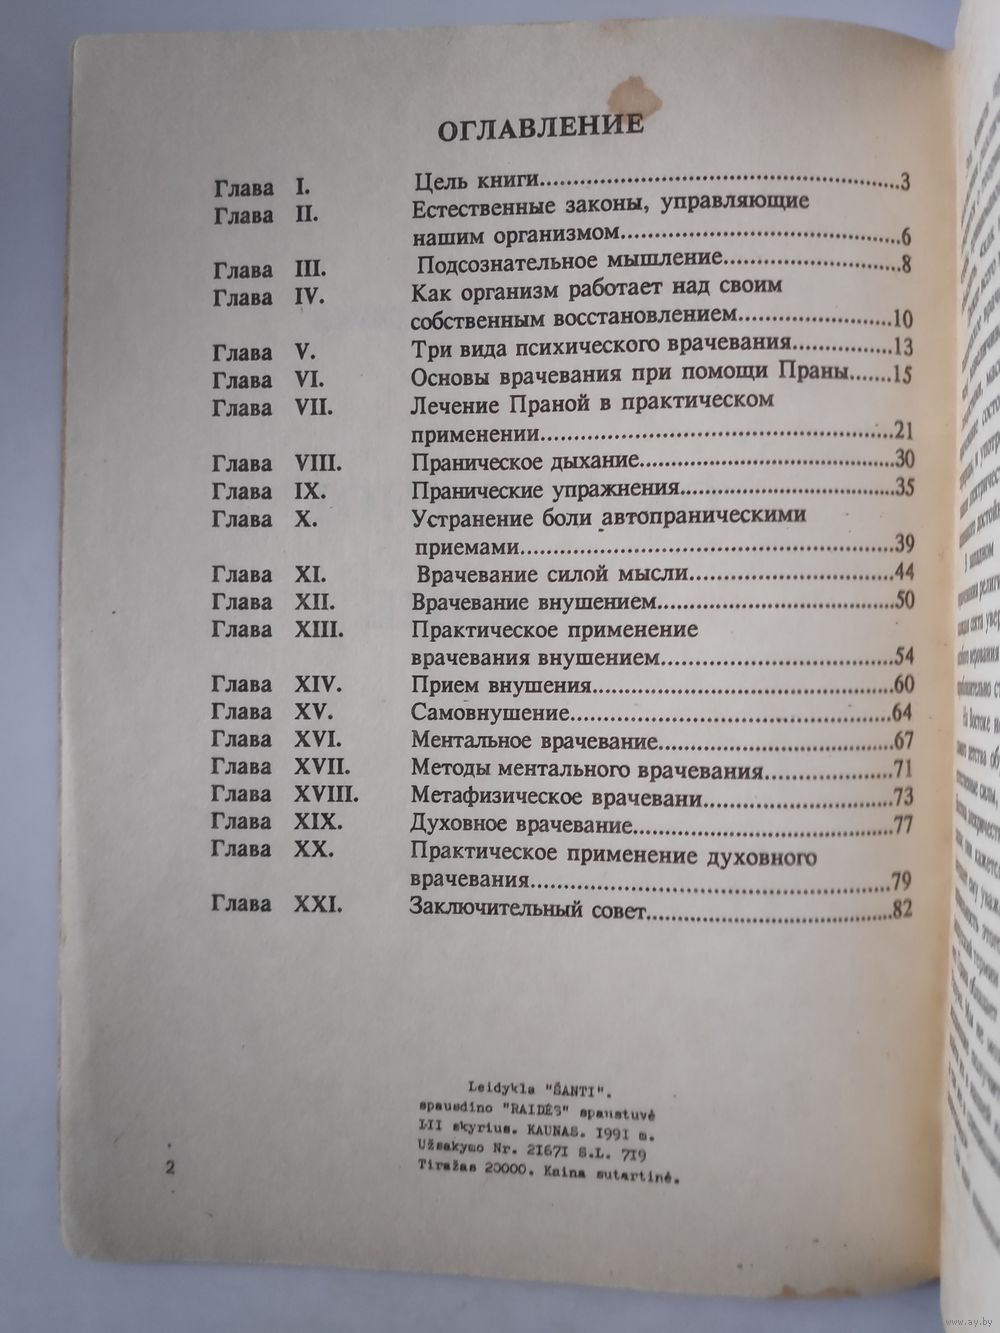 ОГЛАВЛЕНИЕ
Глава I. Цель книги.....3
Глава II. Естественные законы, управляющие
нашим организмом.....6
Глава III. Подсознательное мышление.....8
Глава IV. Как организм работает над своим
собственным восстановлением.....10
Глава V. Три вида психического врачевания.....13
Глава VI. Основы врачевания при помощи Праны.....15
Глава VII. Лечение Праной в практическом
применении.....21
Глава VIII. Праническое дыхание.....30
Глава IX. Пранические упражнения.....35
Глава X. Устранение боли автопраническими
приемами.....39
Глава XI. Врачевание силой мысли.....44
Глава XII. Врачевание внушением.....50
Глава XIII. Практическое применение
врачевания внушением.....54
Глава XIV. Прием внушения.....60
Глава XV. Самовнушение.....64
Глава XVI. Ментальное врачевание.....67
Глава XVII. Методы ментального врачевания.....71
Глава XVIII. Метафизическое врачевани.....73
Глава XIX. Духовное врачевание.....77
Глава XX. Практическое применение духовного
врачевания.....79
Глава XXI. Заключительный совет.....82
Leidykla "ŠANTI".
spausdino "RAIDĖS" spaustuvė
III skyrius. KAUNAS. 1991 m.
Užsakymo Nr. 21671 S.L. 719
Tiražas 20000. Kaina sutartinė.
2
В западном
На Востоке
www.ay.by